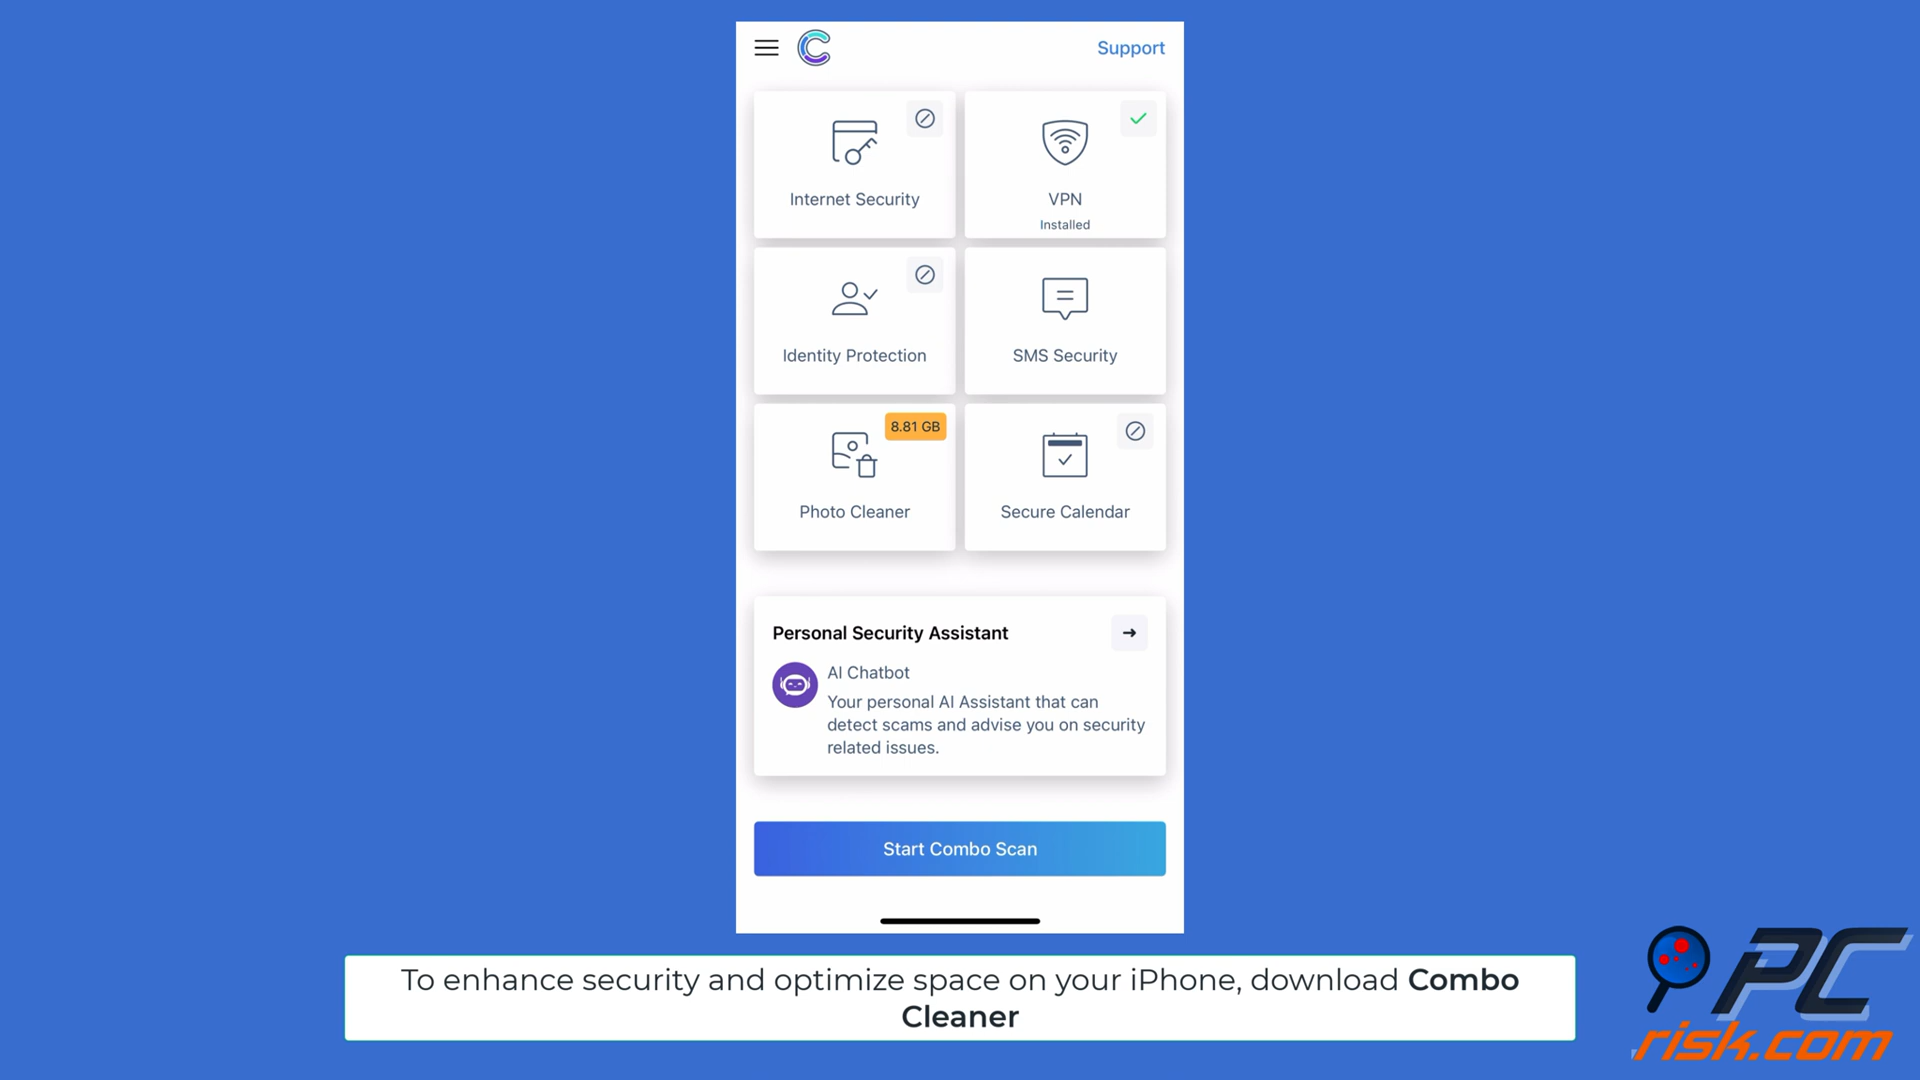 Support
Internet Security
VPN
Installed
Identity Protection
SMS Security
8.81 GB
Photo Cleaner
Secure Calendar
Personal Security Assistant
AI Chatbot
Your personal AI Assistant that can
detect scams and advise you on security
related issues.
Start Combo Scan
To enhance security and optimize space on your iPhone, download Combo
Cleaner
PC
risk.com